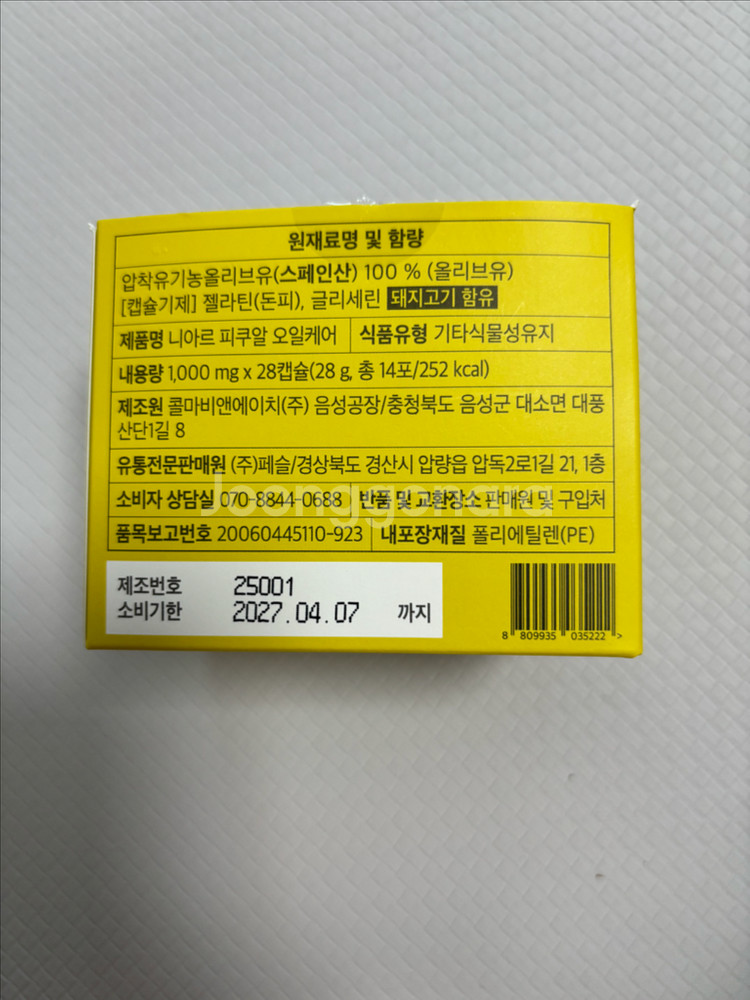 원재료명 및 함량
압착유기농올리브유(스페인산) 100 % (올리브유)
[캡슐기제] 젤라틴(돈피), 글리세린 돼지고기 함유
제품명 니아르 피쿠알 오일케어 식품유형 기타식물성유지
내용량 1,000 mg x 28캡슐(28 g, 총 14포/252 kcal)
제조원 콜마비앤에이치(주) 음성공장/충청북도 음성군 대소면 대풍
산단1길 8
유통전문판매원 (주)페슬/경상북도 경산시 압량읍 압독2로1길 21, 1층
소비자 상담실 070-8844-0688 반품 및 교환장소 판매원 및 구입처
Joonggonara
품목보고번호 20060445110-923 내포장재질 폴리에틸렌(PE)
제조번호 25001
소비기한 2027.04.07 까지
8 809935 035222 >